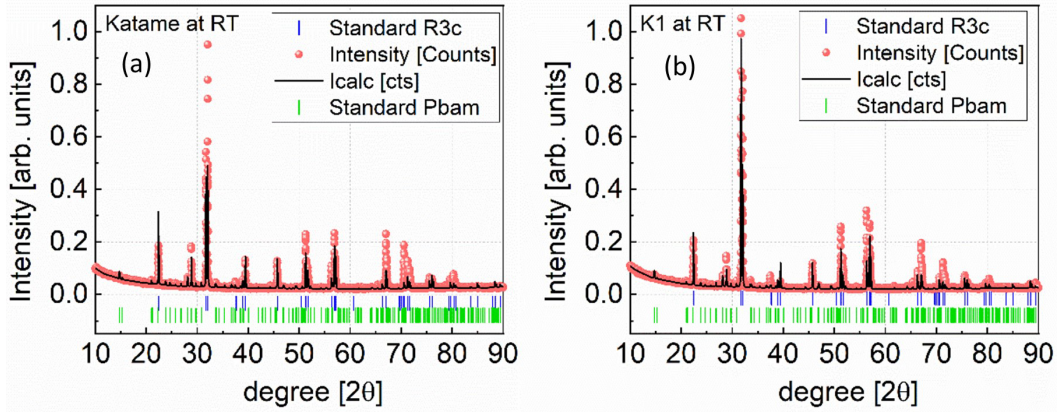 Katame at RT
(a)
Standard R3c
Intensity [Counts]
Icalc [cts]
Standard Pbam
Intensity [arb. units]
1.0
0.8
0.6
0.4
0.2
0.0
10 20 30 40 50 60 70 80 90
degree [2θ]
K1 at RT
(b)
Standard R3c
Intensity [Counts]
Icalc [cts]
Standard Pbam
Intensity [arb. units]
1.0
0.8
0.6
0.4
0.2
0.0
10 20 30 40 50 60 70 80 90
degree [2θ]